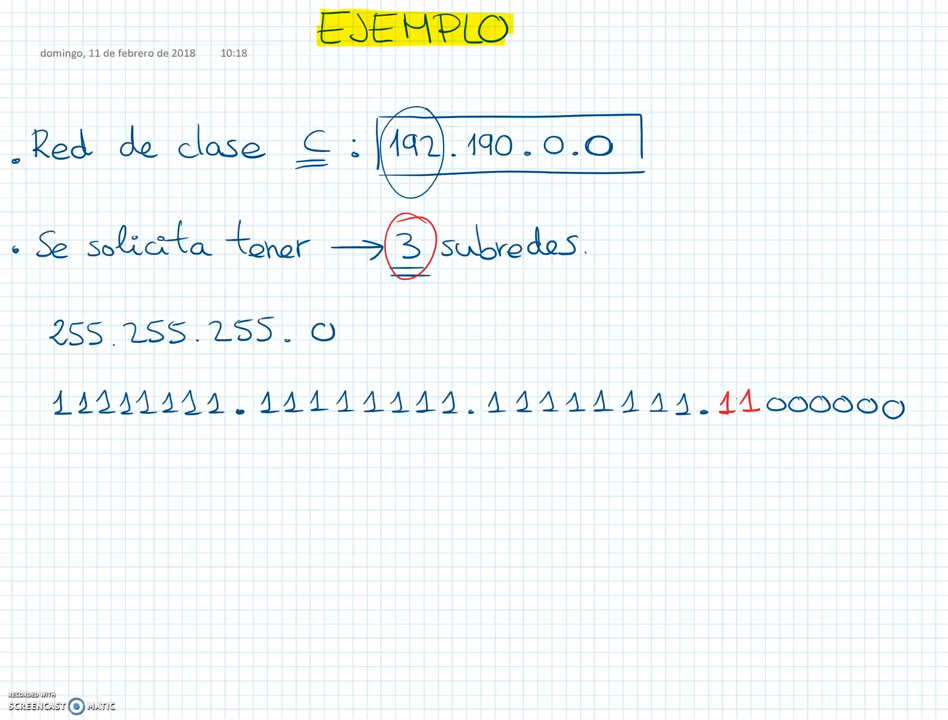 EJEMPLO
domingo, 11 de febrero de 2018 10:18
. Red de clase C : 192.190.0.0
. Se solicita tener → 3 subredes.
255.255.255.0
11111111.11111111.11111111.11000000
RECORDED WITH
SCREENCAST MATIC